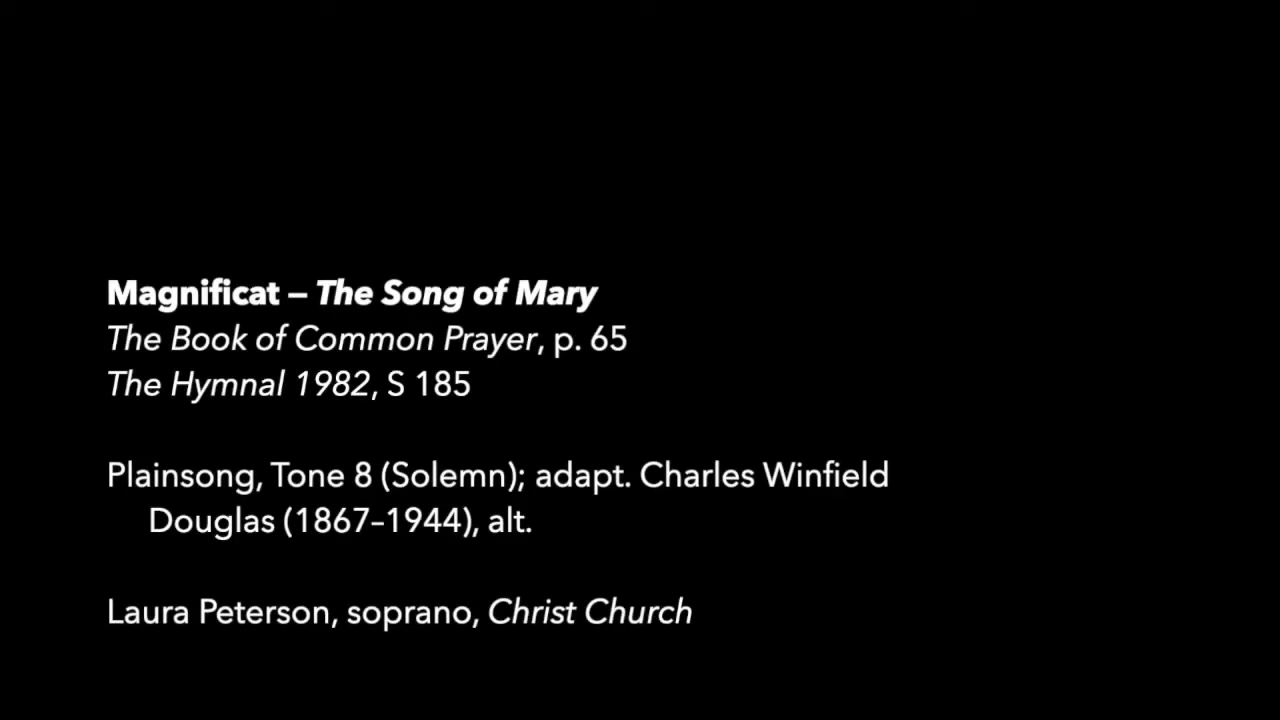 Magnificat – The Song of Mary
The Book of Common Prayer, p. 65
The Hymnal 1982, S 185
Plainsong, Tone 8 (Solemn); adapt. Charles Winfield
Douglas (1867–1944), alt.
Laura Peterson, soprano, Christ Church